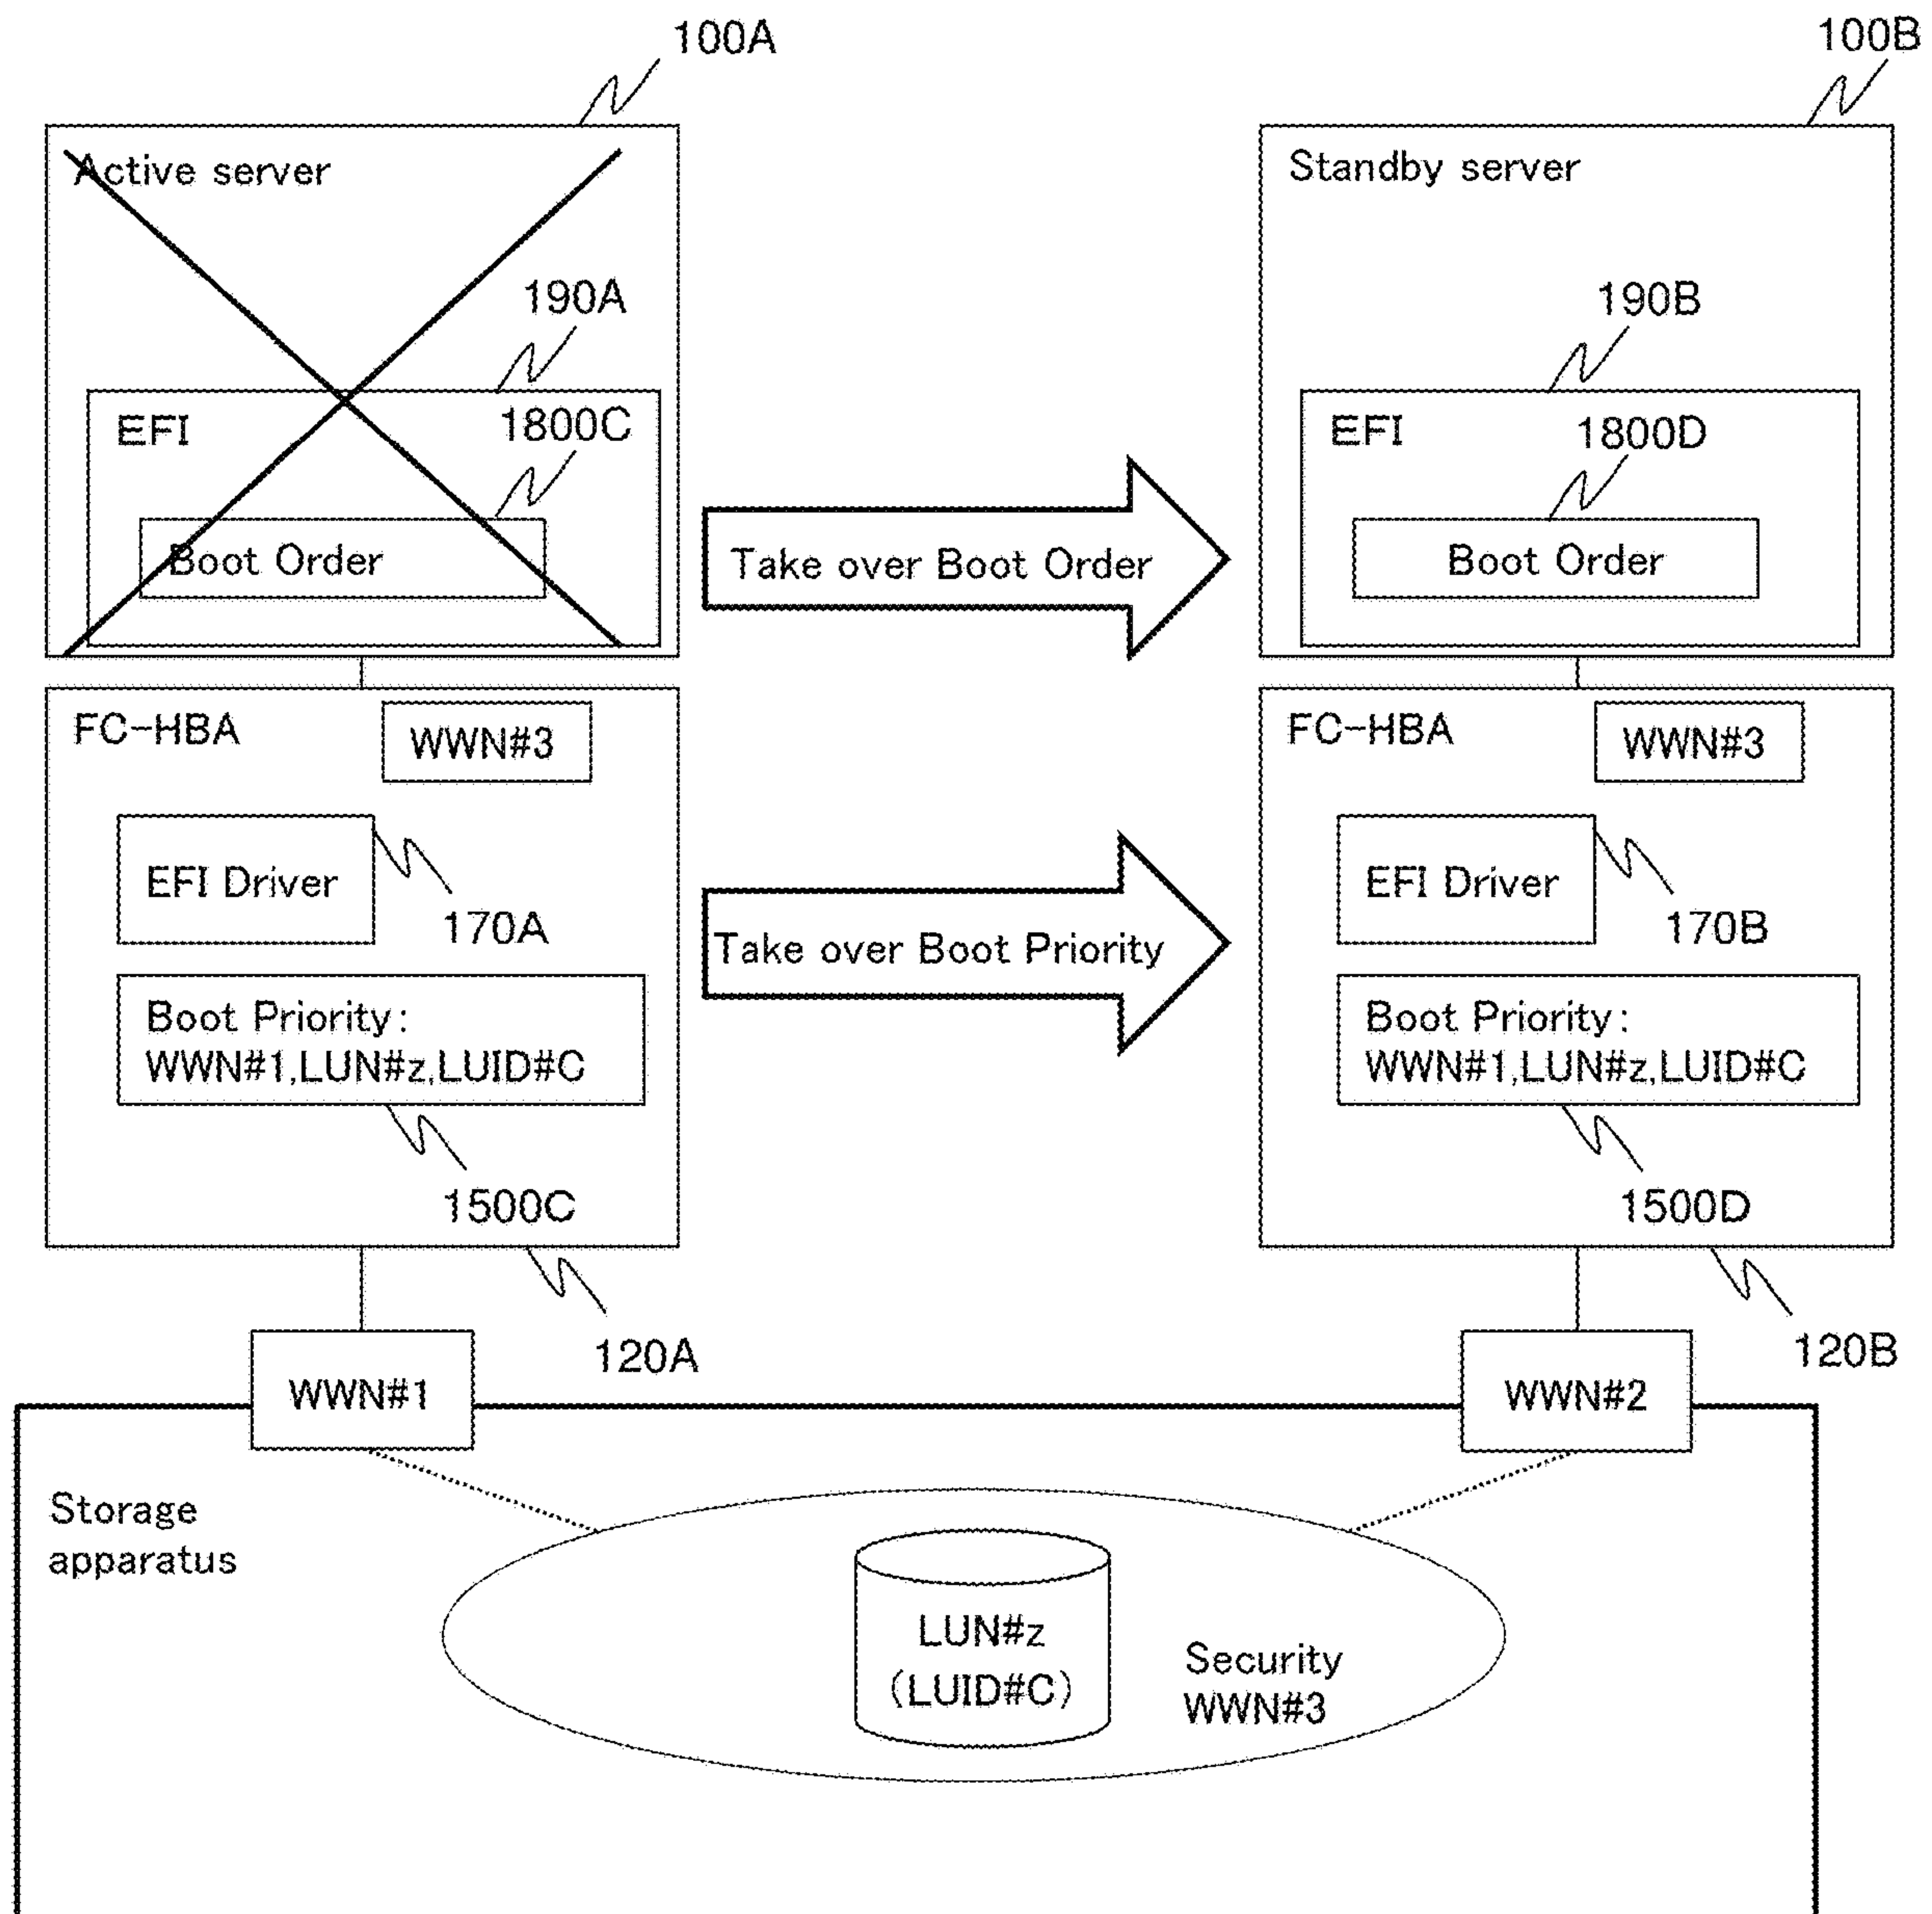 100A
100B
Active server
Standby server
190A
190B
EFI
1800C
EFI
1800D
Boot Order
Take over Boot Order
Boot Order
FC-HBA
WWN#3
FC-HBA
WWN#3
EFI Driver
170A
EFI Driver
170B
Take over Boot Priority
Boot Priority:
WWN#1,LUN#z,LUID#C
Boot Priority:
WWN#1,LUN#z,LUID#C
1500C
1500D
120A
120B
WWN#1
WWN#2
Storage
apparatus
LUN#z
(LUID#C)
Security
WWN#3